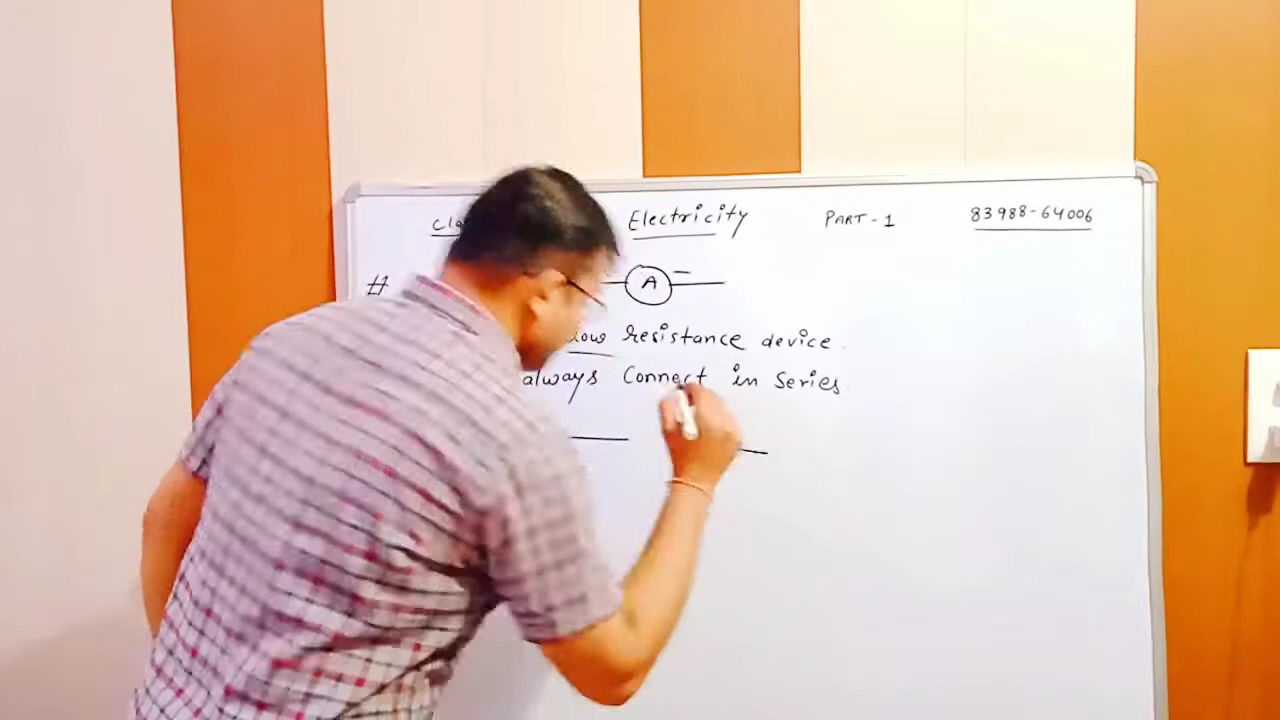 Electricity PART-1 83988-64006
# A
low resistance device.
always Connect in Series.